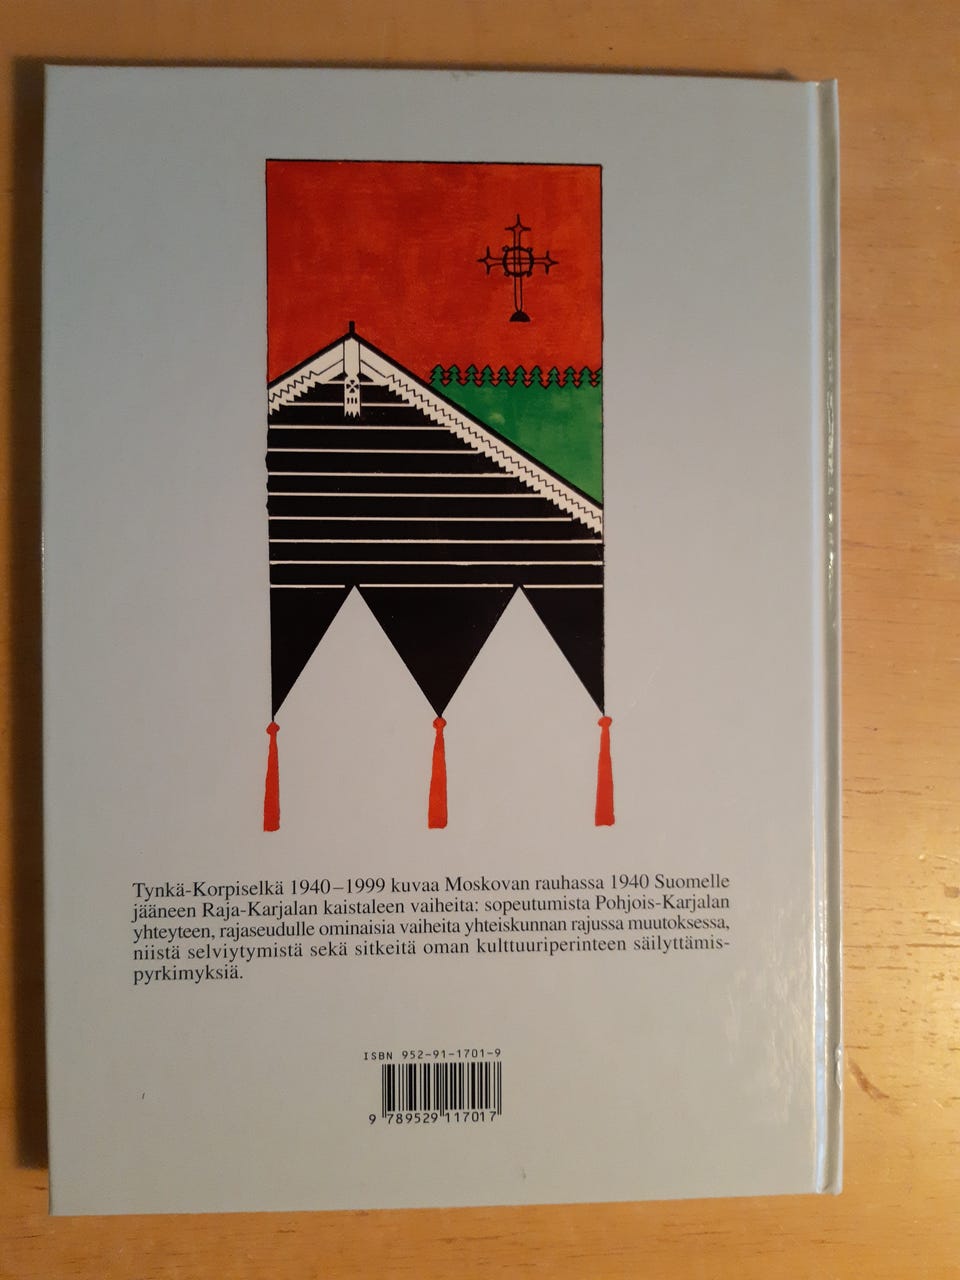 Tynkä-Korpiselkä 1940–1999 kuvaa Moskovan rauhassa 1940 Suomelle
jääneen Raja-Karjalan kaistaleen vaiheita: sopeutumista Pohjois-Karjalan
yhteyteen, rajaseudulle ominaisia vaiheita yhteiskunnan rajussa muutoksessa,
niistä selviytymistä sekä sitkeitä oman kulttuuriperinteen säilyttämis-
pyrkimyksiä.
ISBN 952-91-1701-9
9 789529 117017